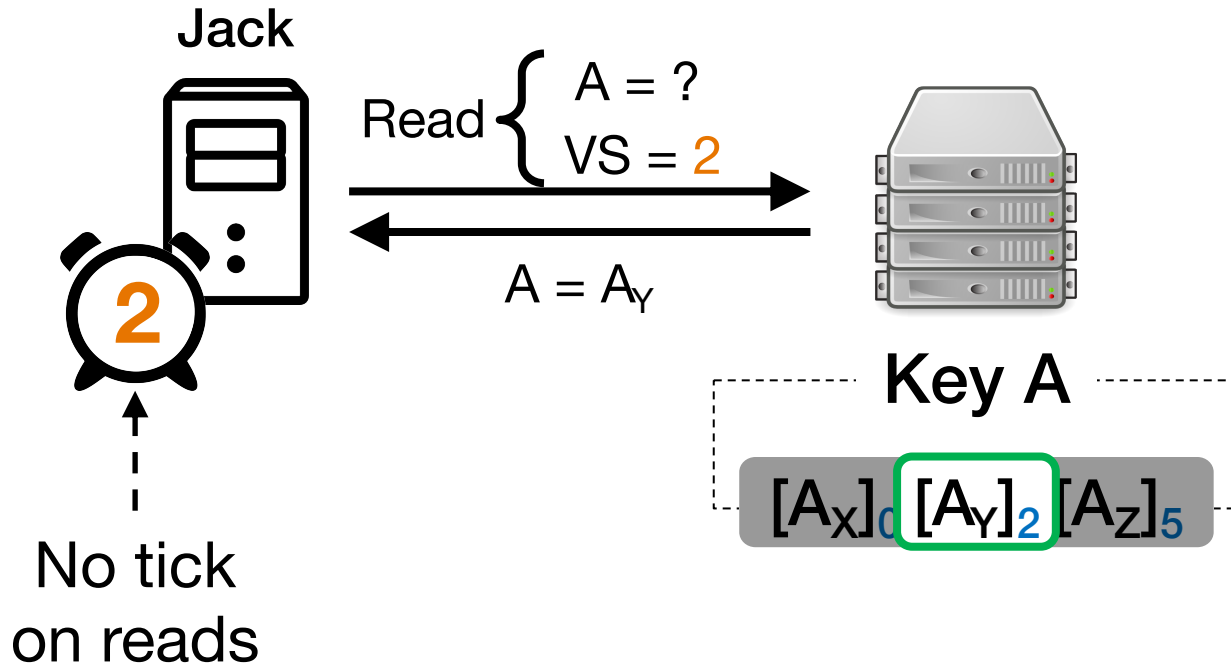 Jack
Read { A = ?
VS = 2
A = A_Y
2
Key A
[A_X]_0 [A_Y]_2 [A_Z]_5
No tick
on reads